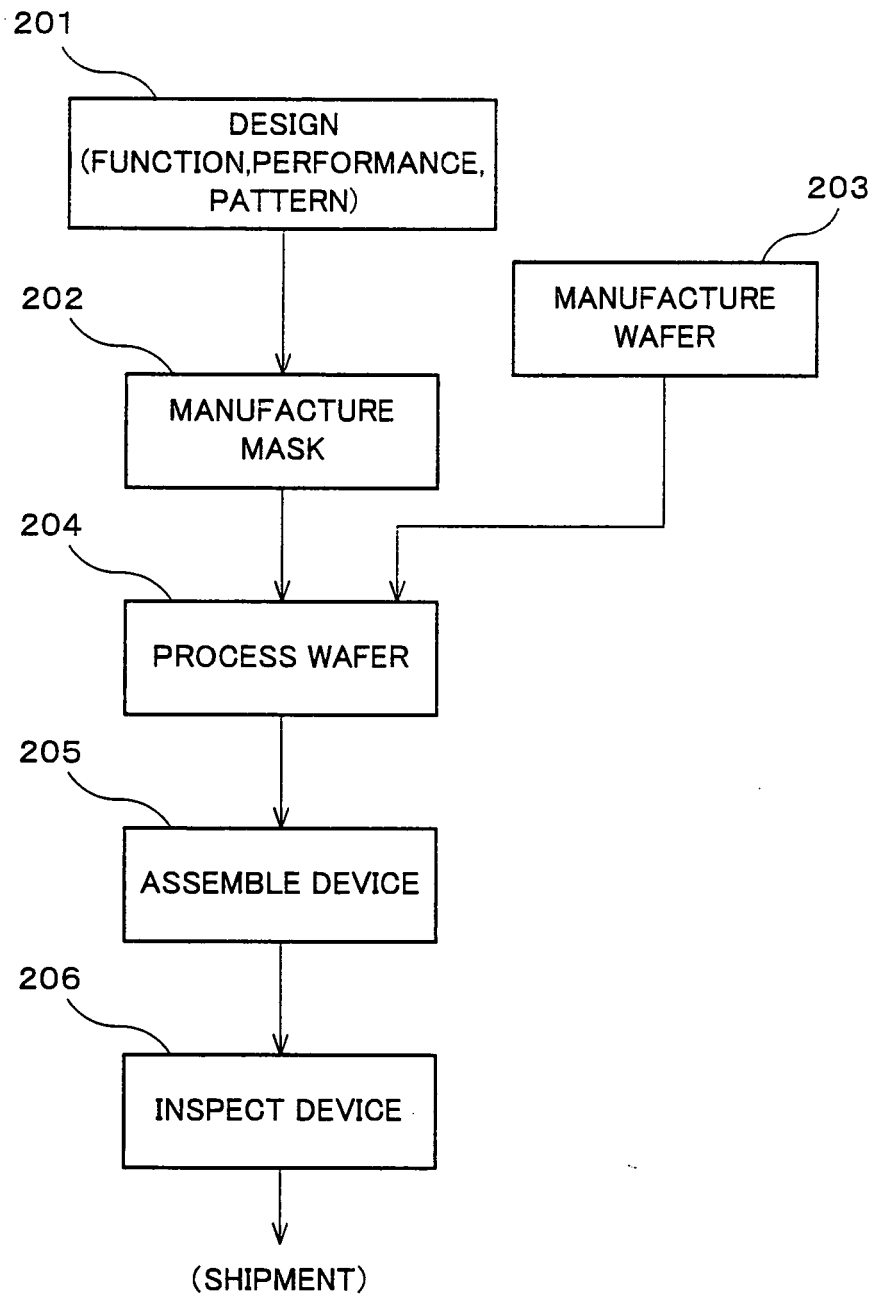 201
DESIGN
(FUNCTION,PERFORMANCE,
PATTERN)
203
MANUFACTURE
WAFER
202
MANUFACTURE
MASK
204
PROCESS WAFER
205
ASSEMBLE DEVICE
206
INSPECT DEVICE
(SHIPMENT)